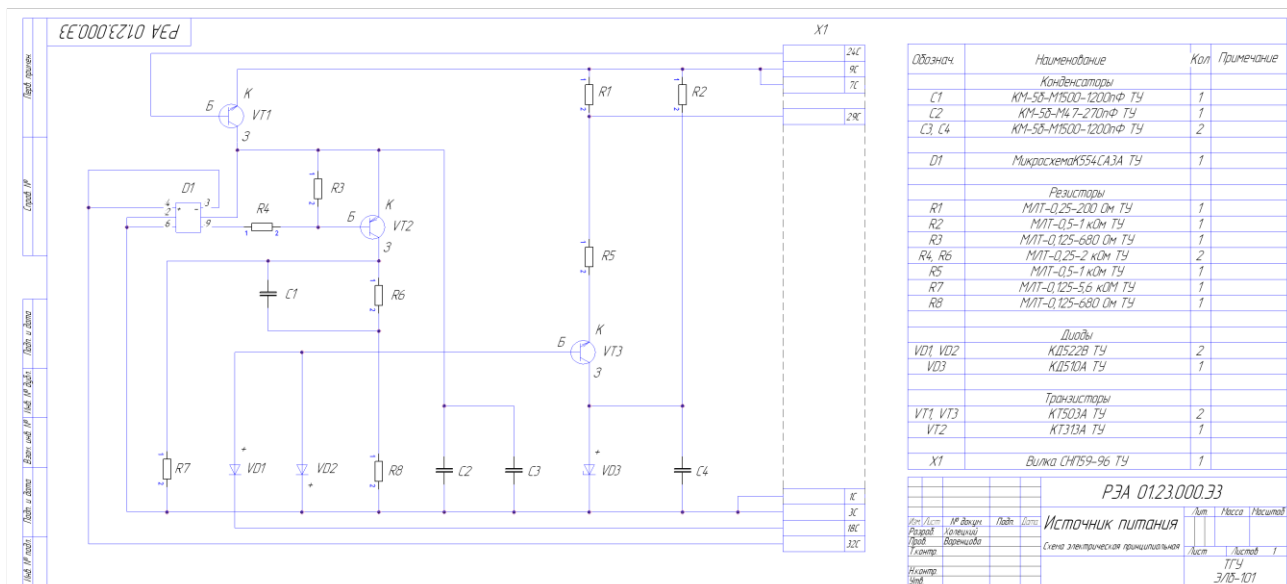 РЭА 01.23.000.ЭЗ
X1
24С
9С
7С
29С
Б
К
VT1
Э
R1
R2
D1
4
3
2
6
9
R4
R3
Б
К
VT2
Э
C1
R6
R5
Б
К
VT3
Э
R7
VD1
VD2
R8
C2
C3
VD3
C4
1С
3С
18С
32С
Перв. примен.
Справ. №
Подп. и дата
Инв. № дубл.
Взам. инв. №
Подп. и дата
Инв. № подл.
Обознач. Наименование Кол Примечание
Конденсаторы
C1 КМ-5б-М1500-1200пФ ТУ 1
C2 КМ-5б-М47-270пФ ТУ 1
C3, C4 КМ-5б-М1500-1200пФ ТУ 2
D1 МикросхемаК554САЗА ТУ 1
Резисторы
R1 МЛТ-0,25-200 Ом ТУ 1
R2 МЛТ-0,5-1 кОм ТУ 1
R3 МЛТ-0,125-680 Ом ТУ 1
R4, R6 МЛТ-0,25-2 кОм ТУ 2
R5 МЛТ-0,5-1 кОм ТУ 1
R7 МЛТ-0,125-5,6 кОМ ТУ 1
R8 МЛТ-0,125-680 Ом ТУ 1
Диоды
VD1, VD2 КД522В ТУ 2
VD3 КД510А ТУ 1
Транзисторы
VT1, VT3 КТ503А ТУ 2
VT2 КТ313А ТУ 1
X1 Вилка СНП59-96 ТУ 1
РЭА 01.23.000.ЭЗ
Изм. Лист № докум. Подп. Дата
Разраб.
Пров. Варенцова
Т.контр.
Н.контр.
Утв.
Источник питания
Схема электрическая принципиальная
Лит. Масса Масштаб
Лист Листов 1
ТГУ
ЭЛБ-101